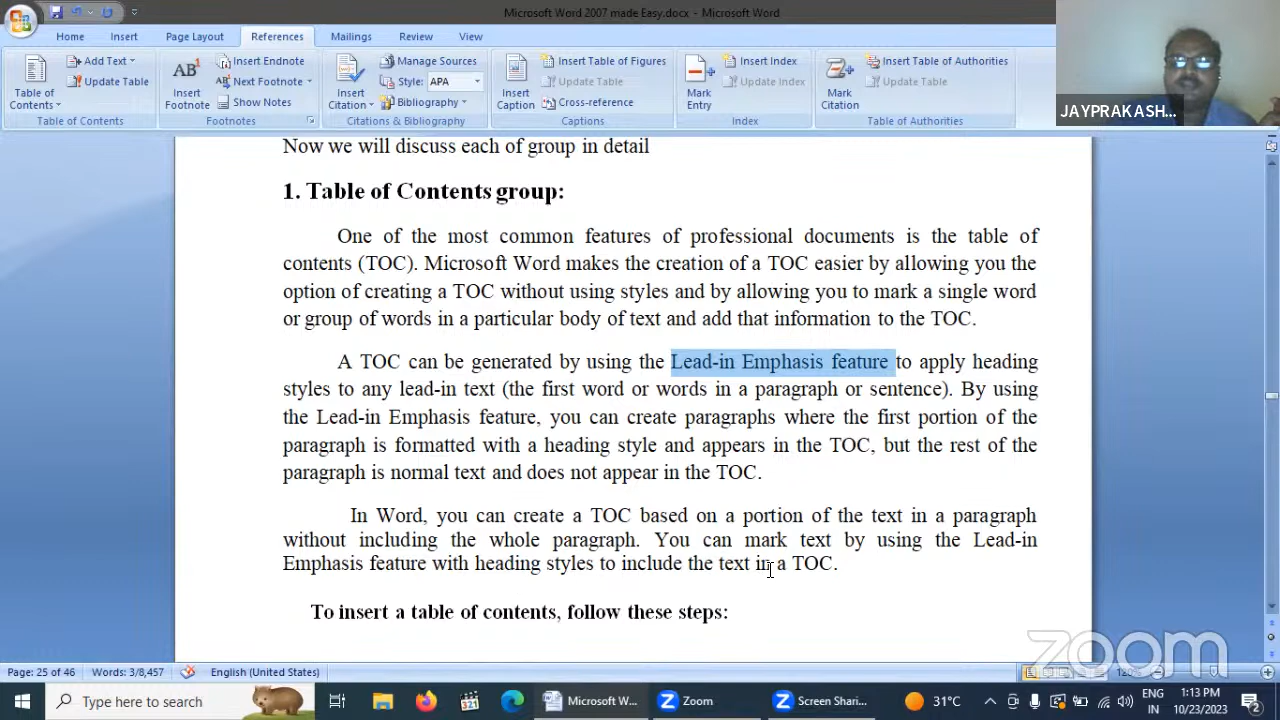 Microsoft Word 2007 made Easy.docx - Microsoft Word
Home Insert Page Layout References Mailings Review View
Table of Contents
Add Text
Update Table
Table of Contents
AB¹
Insert Footnote
Insert Endnote
Next Footnote
Show Notes
Footnotes
Insert Citation
Manage Sources
Style: APA
Bibliography
Citations & Bibliography
Insert Caption
Insert Table of Figures
Update Table
Cross-reference
Captions
Mark Entry
Insert Index
Update Index
Index
Mark Citation
Insert Table of Authorities
Update Table
Table of Authorities
JAYPRAKASH...
Now we will discuss each of group in detail
1. Table of Contents group:
One of the most common features of professional documents is the table of
contents (TOC). Microsoft Word makes the creation of a TOC easier by allowing you the
option of creating a TOC without using styles and by allowing you to mark a single word
or group of words in a particular body of text and add that information to the TOC.
A TOC can be generated by using the Lead-in Emphasis feature to apply heading
styles to any lead-in text (the first word or words in a paragraph or sentence). By using
the Lead-in Emphasis feature, you can create paragraphs where the first portion of the
paragraph is formatted with a heading style and appears in the TOC, but the rest of the
paragraph is normal text and does not appear in the TOC.
In Word, you can create a TOC based on a portion of the text in a paragraph
without including the whole paragraph. You can mark text by using the Lead-in
Emphasis feature with heading styles to include the text in a TOC.
To insert a table of contents, follow these steps:
zoom
Page: 25 of 46 Words: 3/8,457 English (United States)
Type here to search
321
Microsoft W...
Zoom
Screen Shari...
31°C
ENG
IN
1:13 PM
10/23/2023
2